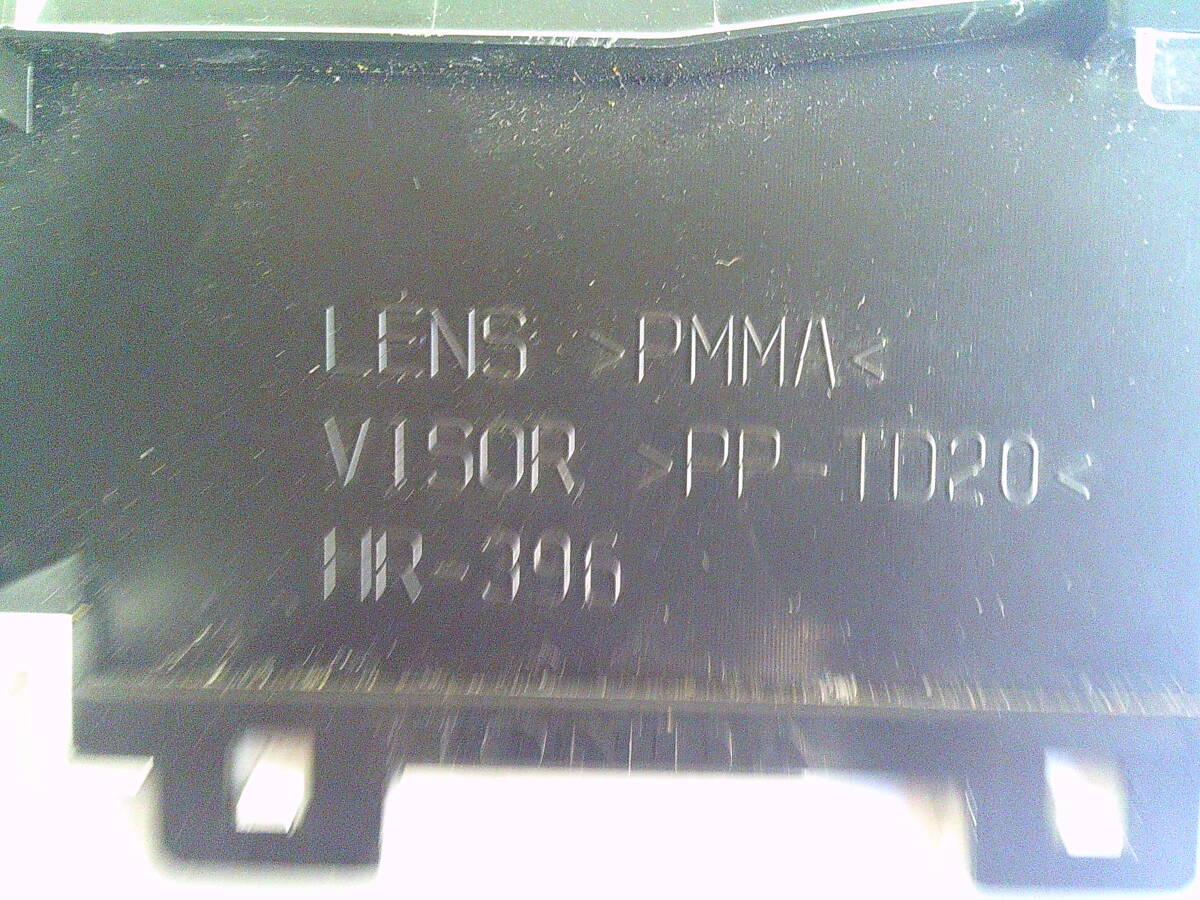 LENS >PMMA<
VISOR >PP-TD20<
HR-396